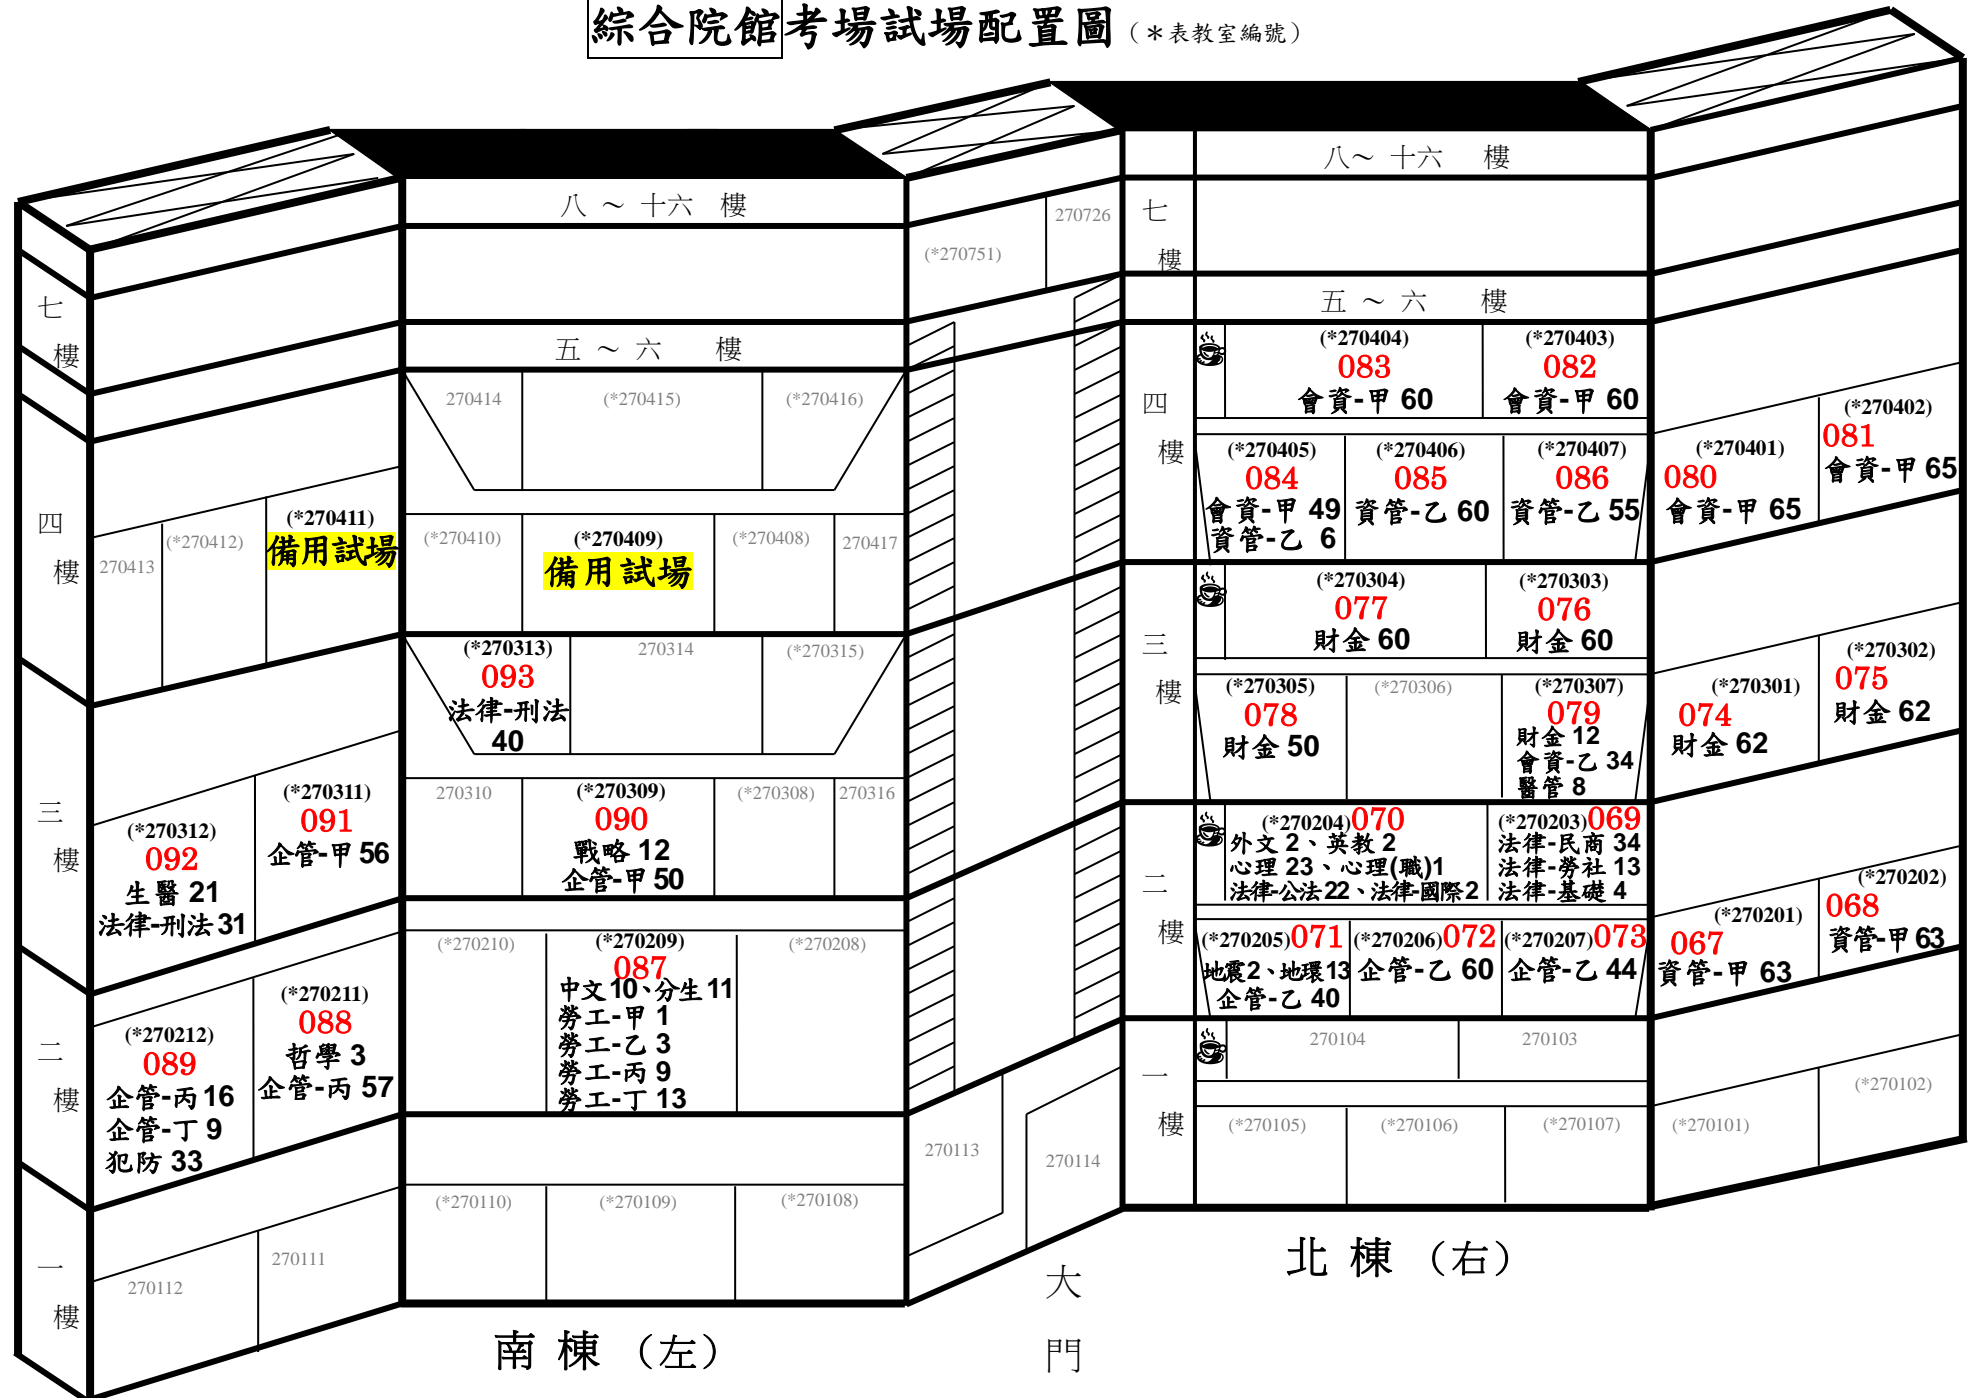 綜合院館考場試場配置圖（＊表教室編號）
八～十六 樓
七
樓
五～六 樓
270414
(*270415)
(*270416)
四
樓
270413
(*270412)
(*270411)
備用試場
(*270410)
(*270409)
備用試場
(*270408)
270417
三
樓
(*270313)
093
法律-刑法
40
270314
(*270315)
(*270312)
092
生醫 21
法律-刑法 31
(*270311)
091
企管-甲 56
270310
(*270309)
090
戰略 12
企管-甲 50
(*270308)
270316
二
樓
(*270212)
089
企管-丙 16
企管-丁 9
犯防 33
(*270211)
088
哲學 3
企管-丙 57
(*270210)
(*270209)
087
中文 10、分生 11
勞工-甲 1
勞工-乙 3
勞工-丙 9
勞工-丁 13
(*270208)
一
樓
270112
270111
(*270110)
(*270109)
(*270108)
南棟（左）
(*270751)
270726
270113
270114
大
門
八～十六 樓
七
樓
五～六 樓
四
樓
(*270404)
083
會資-甲 60
(*270403)
082
會資-甲 60
(*270405)
084
會資-甲 49
資管-乙 6
(*270406)
085
資管-乙 60
(*270407)
086
資管-乙 55
(*270401)
080
會資-甲 65
(*270402)
081
會資-甲 65
三
樓
(*270304)
077
財金 60
(*270303)
076
財金 60
(*270305)
078
財金 50
(*270306)
(*270307)
079
財金 12
會資-乙 34
醫管 8
(*270301)
074
財金 62
(*270302)
075
財金 62
二
樓
(*270204)070
外文 2、英教 2
心理 23、心理(職)1
法律-公法 22、法律-國際 2
(*270203)069
法律-民商 34
法律-勞社 13
法律-基礎 4
(*270205)071
地震 2、地環 13
企管-乙 40
(*270206)072
企管-乙 60
(*270207)073
企管-乙 44
(*270201)
067
資管-甲 63
(*270202)
068
資管-甲 63
一
樓
270104
270103
(*270105)
(*270106)
(*270107)
(*270101)
(*270102)
北棟（右）